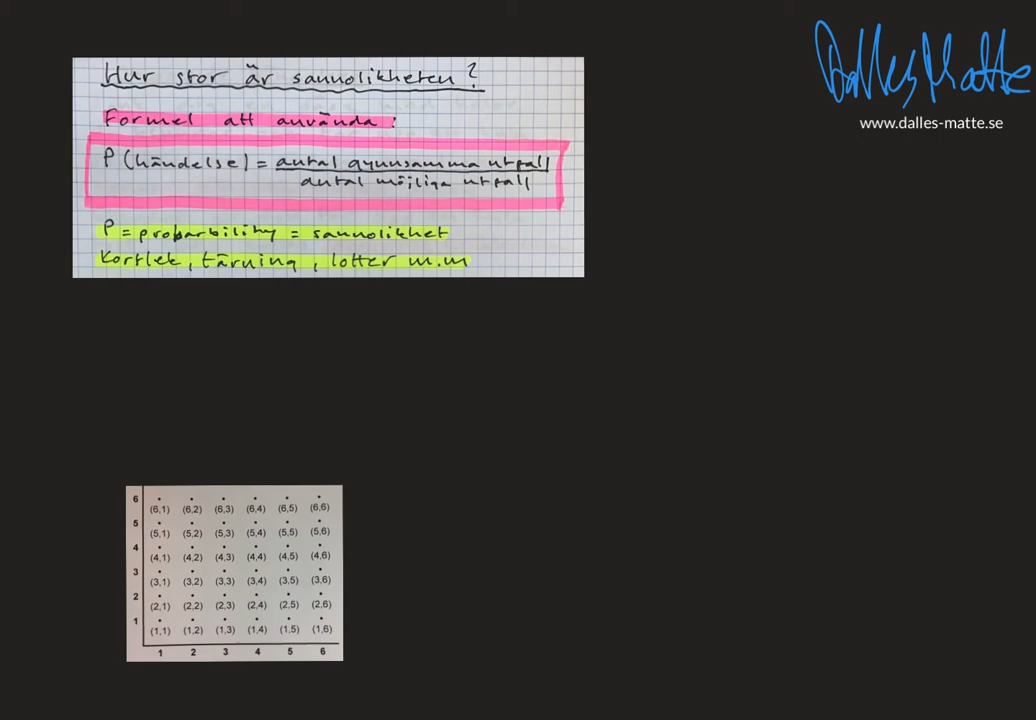 Hur stor är sannolikheten?
Dalles Matte
Formel att använda:
www.dalles-matte.se
P(händelse) = antal gynnsamma utfall
antal möjliga utfall
P = probability = sannolikhet
Kortlek, tärning, lotter m.m
6 (6,1) (6,2) (6,3) (6,4) (6,5) (6,6)
5 (5,1) (5,2) (5,3) (5,4) (5,5) (5,6)
4 (4,1) (4,2) (4,3) (4,4) (4,5) (4,6)
3 (3,1) (3,2) (3,3) (3,4) (3,5) (3,6)
2 (2,1) (2,2) (2,3) (2,4) (2,5) (2,6)
1 (1,1) (1,2) (1,3) (1,4) (1,5) (1,6)
1 2 3 4 5 6